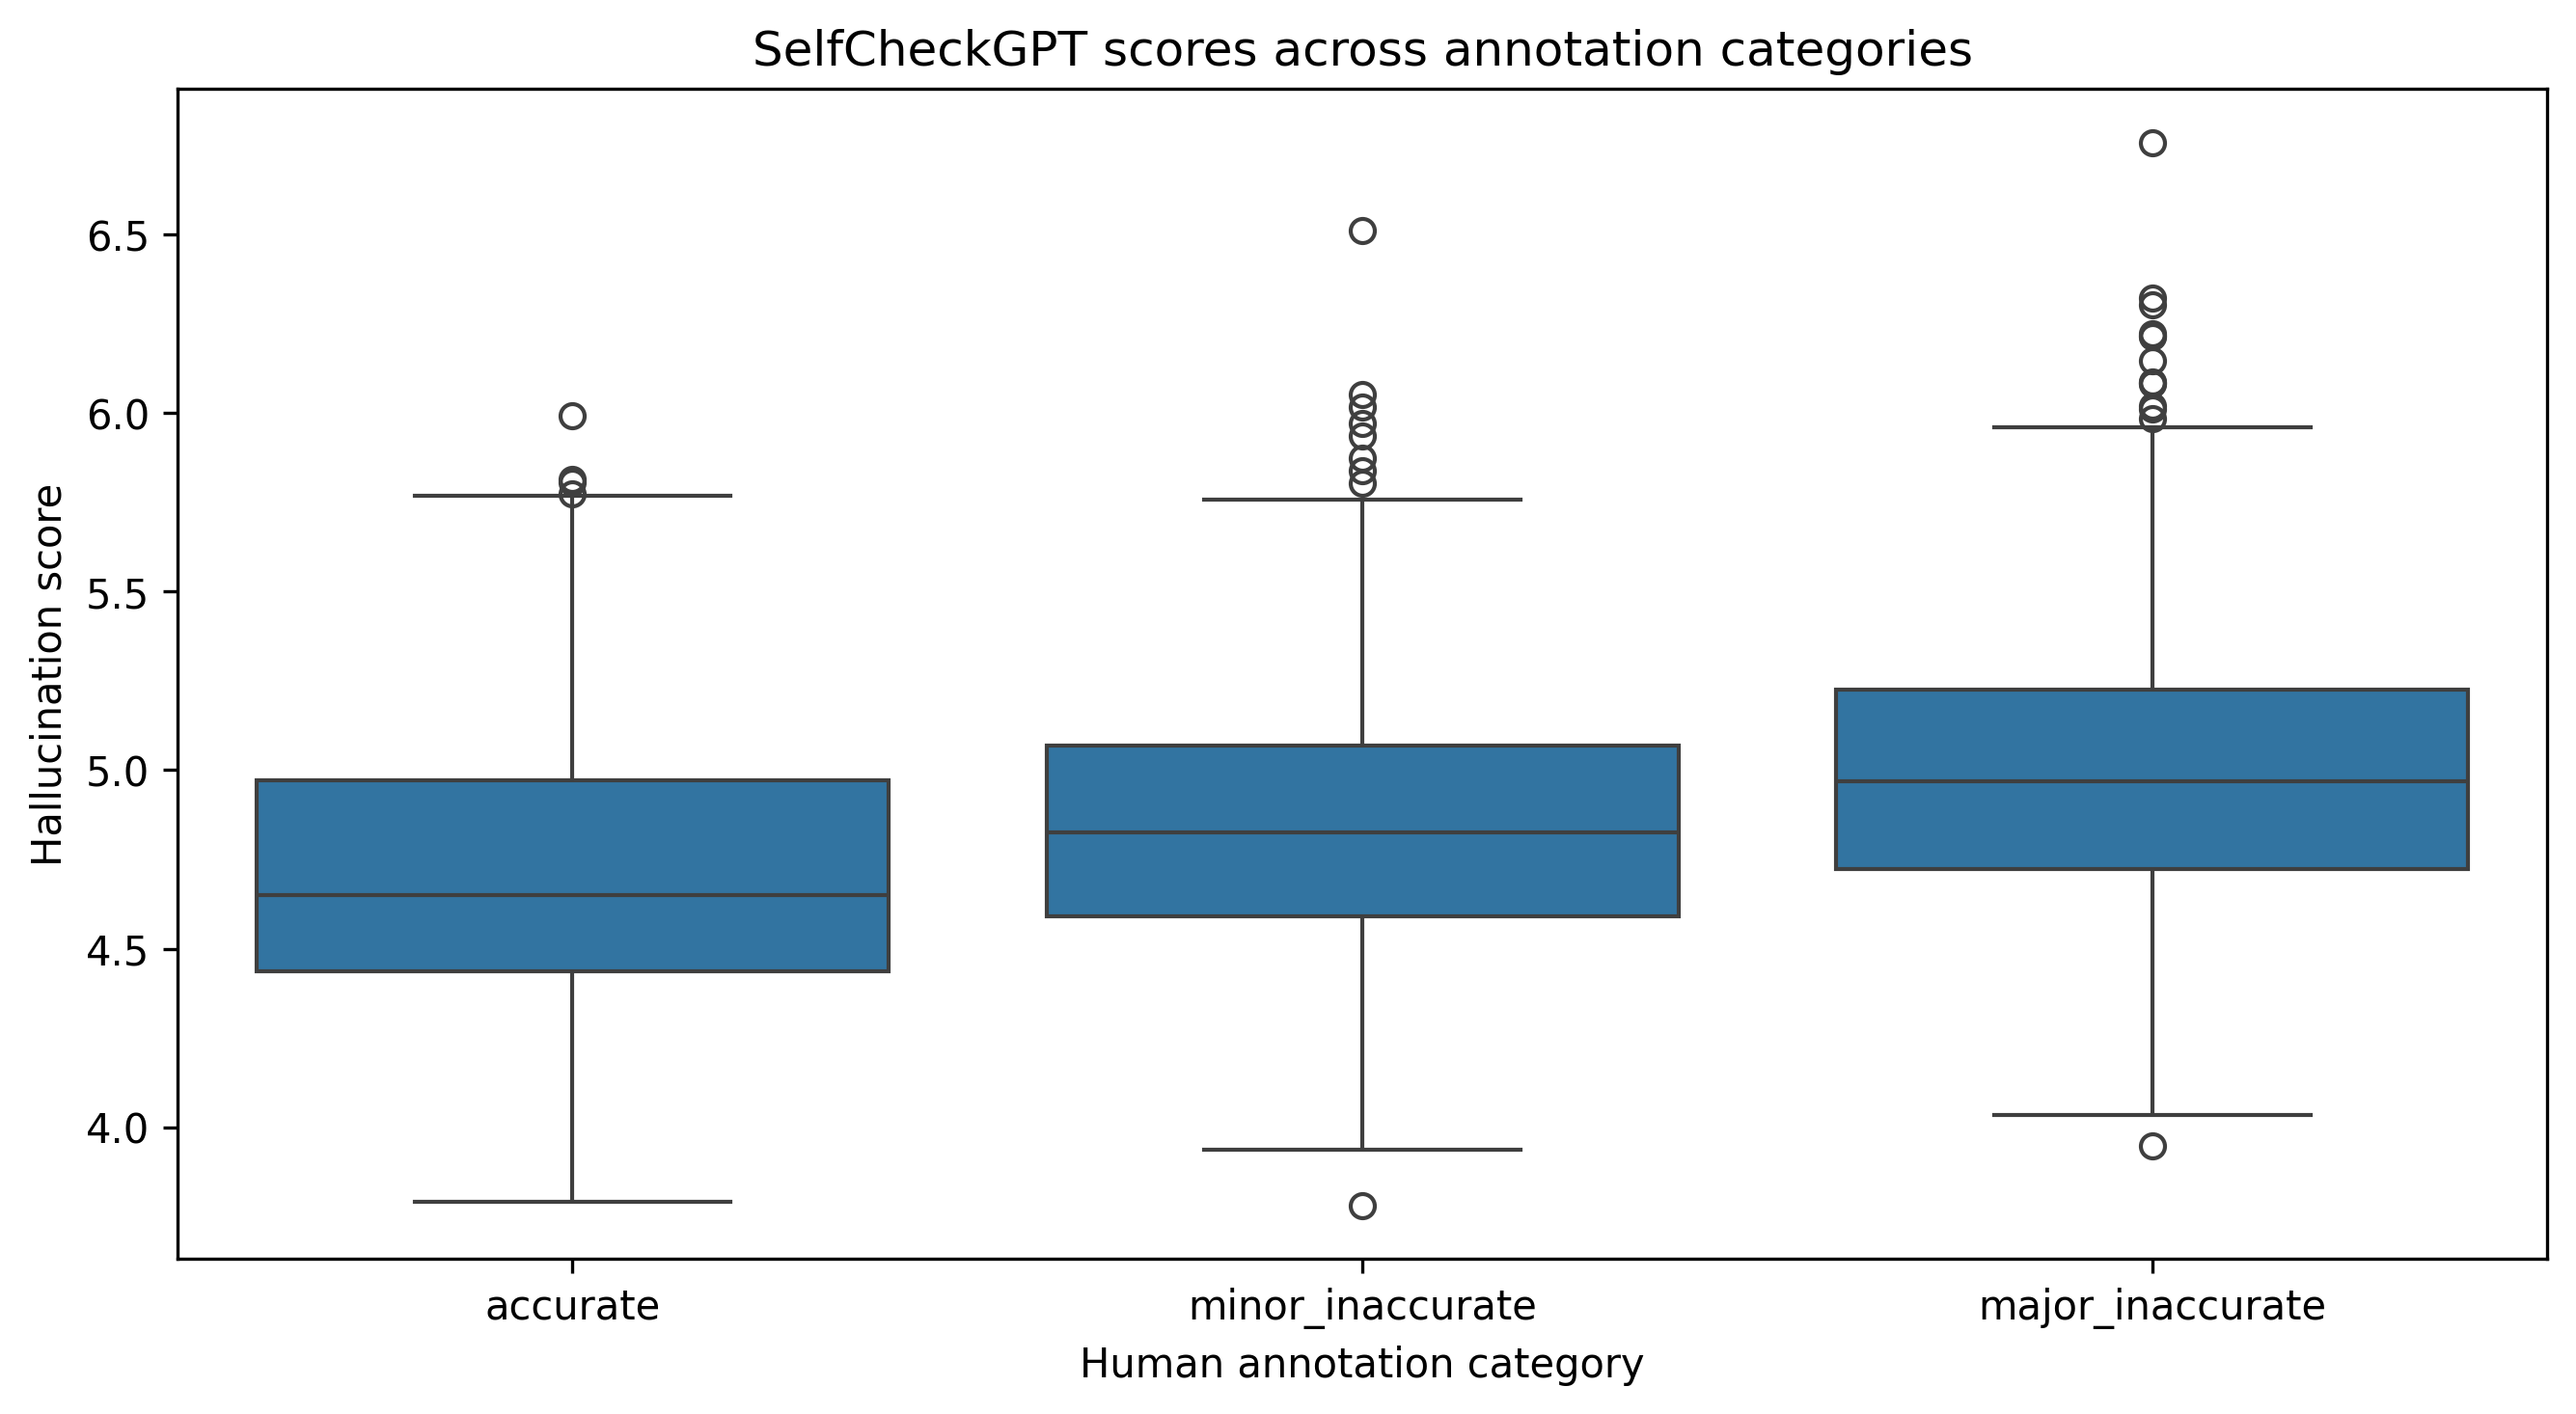 SelfCheckGPT scores across annotation categories
Hallucination score
6.5
6.0
5.5
5.0
4.5
4.0
accurate
minor_inaccurate
major_inaccurate
Human annotation category